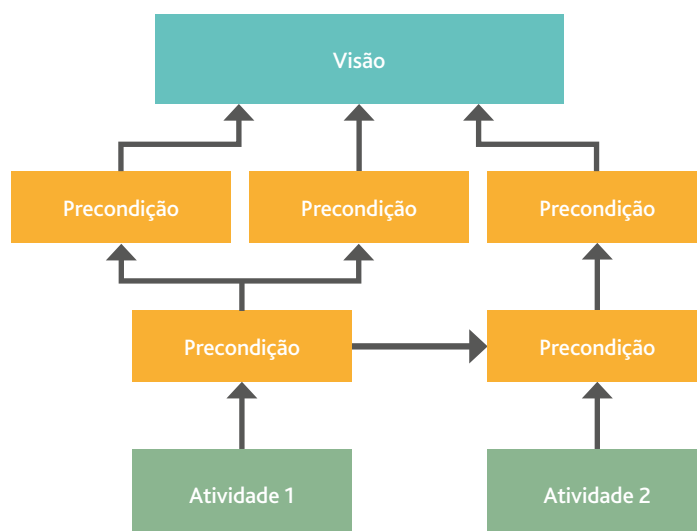 Visão
Precondição
Precondição
Precondição
Precondição
Precondição
Atividade 1
Atividade 2